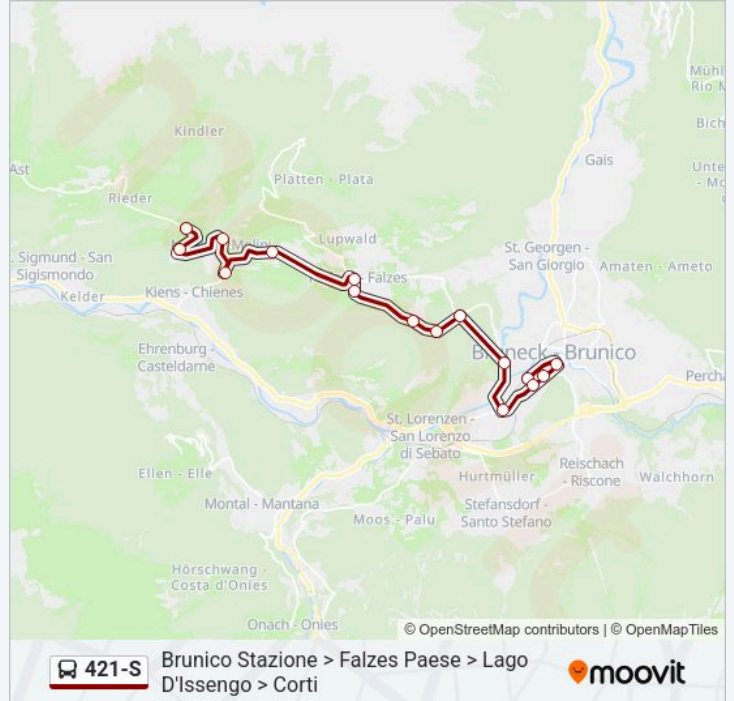 Mühl
Rio M
Bich
Kindler
Gais
Ast
Platten - Plata
Unte
- Mo
Rieder
Lupwald
St. Georgen -
San Giorgio
. Sigmund - San
Sigismondo
Falzes
Amaten - Ameto
Kiens - Chienes
Kelder
Ehrenburg -
Casteldarne
Brunico
Percha
St. Lorenzen -
San Lorenzo
di Sebato
Reischach
- Riscone
Ellen - Elle
Hurtmüller
Walchhorn
Montal - Mantana
Moos - Palu
Stefansdorf -
Santo Stefano
Hörschwang -
Costa d'Onies
Onach - Onies
© OpenStreetMap contributors | © OpenMapTiles
421-S
Brunico Stazione > Falzes Paese > Lago
D'Issengo > Corti
moovit